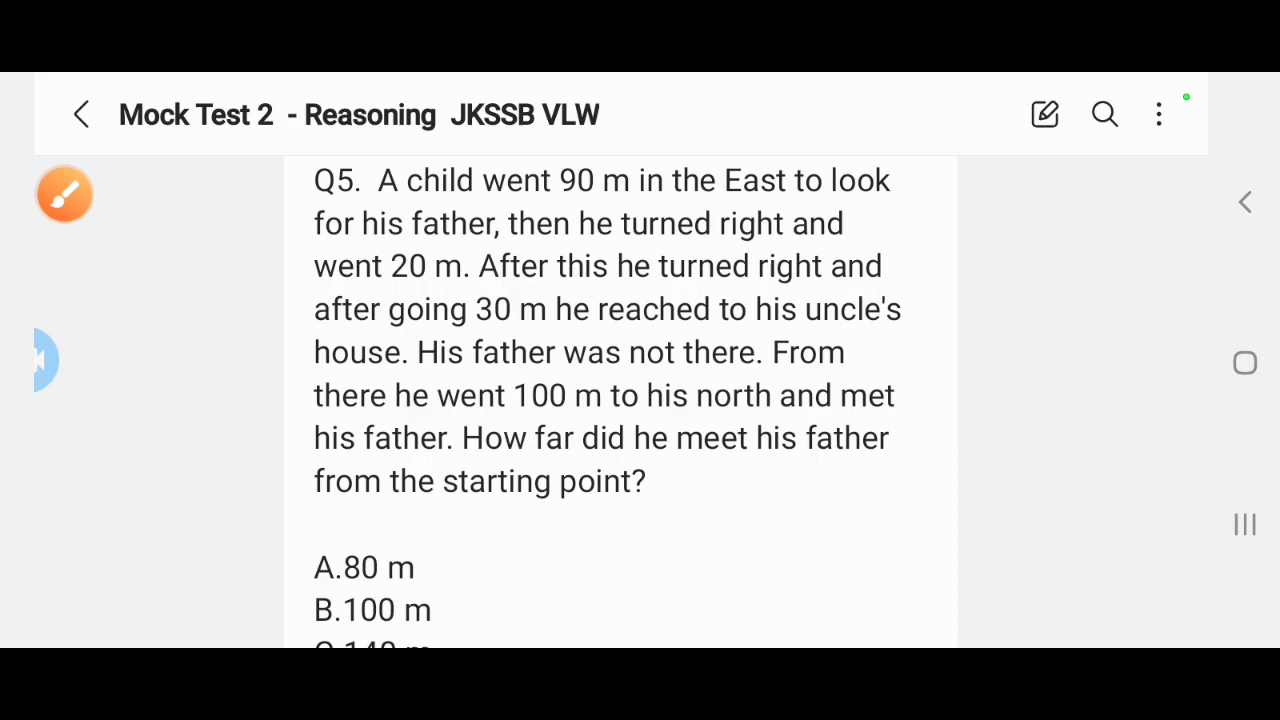 Mock Test 2 - Reasoning JKSSB VLW
Q5. A child went 90 m in the East to look
for his father, then he turned right and
went 20 m. After this he turned right and
after going 30 m he reached to his uncle's
house. His father was not there. From
there he went 100 m to his north and met
his father. How far did he meet his father
from the starting point?
A.80 m
B.100 m